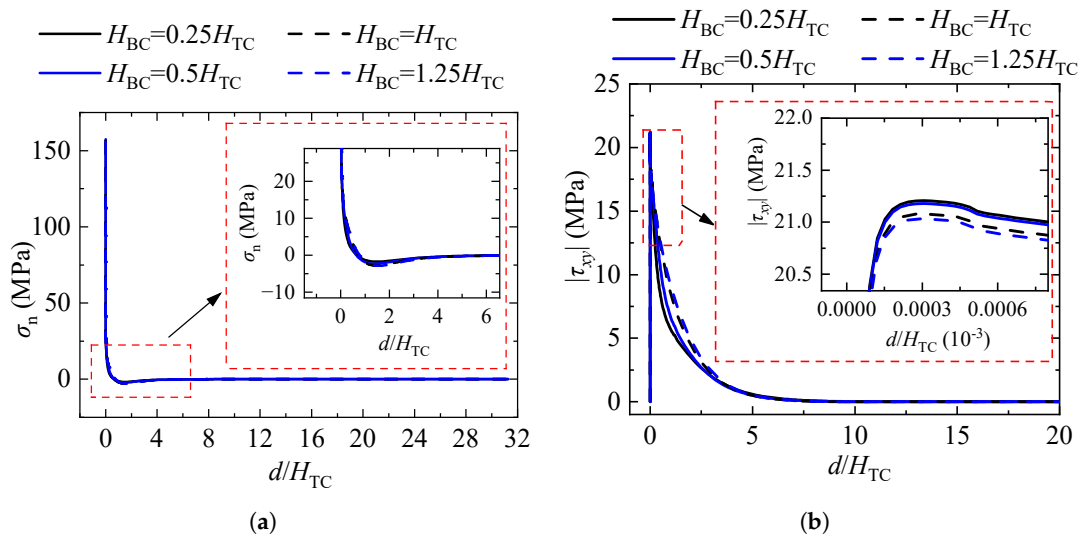 H_BC=0.25H_TC
H_BC=H_TC
H_BC=0.5H_TC
H_BC=1.25H_TC
150
100
50
0
σ_n (MPa)
0 4 8 12 16 20 24 28 32
d/H_TC
20
10
0
−10
σ_n (MPa)
0 2 4 6
d/H_TC
(a)
H_BC=0.25H_TC
H_BC=H_TC
H_BC=0.5H_TC
H_BC=1.25H_TC
25
20
15
10
5
0
|τ_xy| (MPa)
0 5 10 15 20
d/H_TC
22.0
21.5
21.0
20.5
|τ_xy| (MPa)
0.0000 0.0003 0.0006
d/H_TC (10⁻³)
(b)